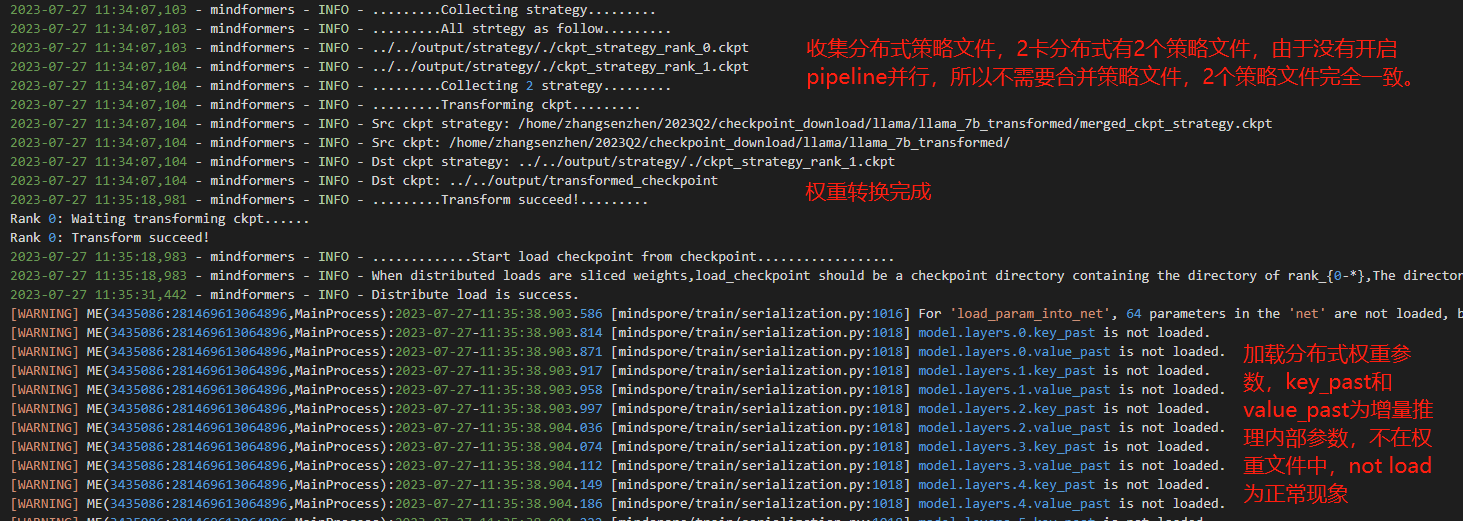 2023-07-27 11:34:07,103 - mindformers - INFO - .........Collecting strategy.........
2023-07-27 11:34:07,103 - mindformers - INFO - .........All strtegy as follow.........
2023-07-27 11:34:07,103 - mindformers - INFO - ../../output/strategy/./ckpt_strategy_rank_0.ckpt
2023-07-27 11:34:07,104 - mindformers - INFO - ../../output/strategy/./ckpt_strategy_rank_1.ckpt
2023-07-27 11:34:07,104 - mindformers - INFO - .........Collecting 2 strategy.........
收集分布式策略文件，2卡分布式有2个策略文件，由于没有开启
pipeline并行，所以不需要合并策略文件，2个策略文件完全一致。
2023-07-27 11:34:07,104 - mindformers - INFO - .........Transforming ckpt.........
2023-07-27 11:34:07,104 - mindformers - INFO - Src ckpt strategy: /home/zhangsenzhen/2023Q2/checkpoint_download/llama/llama_7b_transformed/merged_ckpt_strategy.ckpt
2023-07-27 11:34:07,104 - mindformers - INFO - Src ckpt: /home/zhangsenzhen/2023Q2/checkpoint_download/llama/llama_7b_transformed/
2023-07-27 11:34:07,104 - mindformers - INFO - Dst ckpt strategy: ../../output/strategy/./ckpt_strategy_rank_1.ckpt
2023-07-27 11:34:07,104 - mindformers - INFO - Dst ckpt: ../../output/transformed_checkpoint
2023-07-27 11:35:18,981 - mindformers - INFO - .........Transform succeed!.........
权重转换完成
Rank 0: Waiting transforming ckpt......
Rank 0: Transform succeed!
2023-07-27 11:35:18,983 - mindformers - INFO - .............Start load checkpoint from checkpoint..................
2023-07-27 11:35:18,983 - mindformers - INFO - When distributed loads are sliced weights,load_checkpoint should be a checkpoint directory containing the directory of rank_{0-*},The director
2023-07-27 11:35:31,442 - mindformers - INFO - Distribute load is success.
[WARNING] ME(3435086:281469613064896,MainProcess):2023-07-27-11:35:38.903.586 [mindspore/train/serialization.py:1016] For 'load_param_into_net', 64 parameters in the 'net' are not loaded, b
[WARNING] ME(3435086:281469613064896,MainProcess):2023-07-27-11:35:38.903.814 [mindspore/train/serialization.py:1018] model.layers.0.key_past is not loaded.
[WARNING] ME(3435086:281469613064896,MainProcess):2023-07-27-11:35:38.903.871 [mindspore/train/serialization.py:1018] model.layers.0.value_past is not loaded.
[WARNING] ME(3435086:281469613064896,MainProcess):2023-07-27-11:35:38.903.917 [mindspore/train/serialization.py:1018] model.layers.1.key_past is not loaded.
[WARNING] ME(3435086:281469613064896,MainProcess):2023-07-27-11:35:38.903.958 [mindspore/train/serialization.py:1018] model.layers.1.value_past is not loaded.
[WARNING] ME(3435086:281469613064896,MainProcess):2023-07-27-11:35:38.903.997 [mindspore/train/serialization.py:1018] model.layers.2.key_past is not loaded.
[WARNING] ME(3435086:281469613064896,MainProcess):2023-07-27-11:35:38.904.036 [mindspore/train/serialization.py:1018] model.layers.2.value_past is not loaded.
[WARNING] ME(3435086:281469613064896,MainProcess):2023-07-27-11:35:38.904.074 [mindspore/train/serialization.py:1018] model.layers.3.key_past is not loaded.
[WARNING] ME(3435086:281469613064896,MainProcess):2023-07-27-11:35:38.904.112 [mindspore/train/serialization.py:1018] model.layers.3.value_past is not loaded.
[WARNING] ME(3435086:281469613064896,MainProcess):2023-07-27-11:35:38.904.149 [mindspore/train/serialization.py:1018] model.layers.4.key_past is not loaded.
[WARNING] ME(3435086:281469613064896,MainProcess):2023-07-27-11:35:38.904.186 [mindspore/train/serialization.py:1018] model.layers.4.value_past is not loaded.
加载分布式权重参
数，key_past和
value_past为增量推
理内部参数，不在权
重文件中，not load
为正常现象